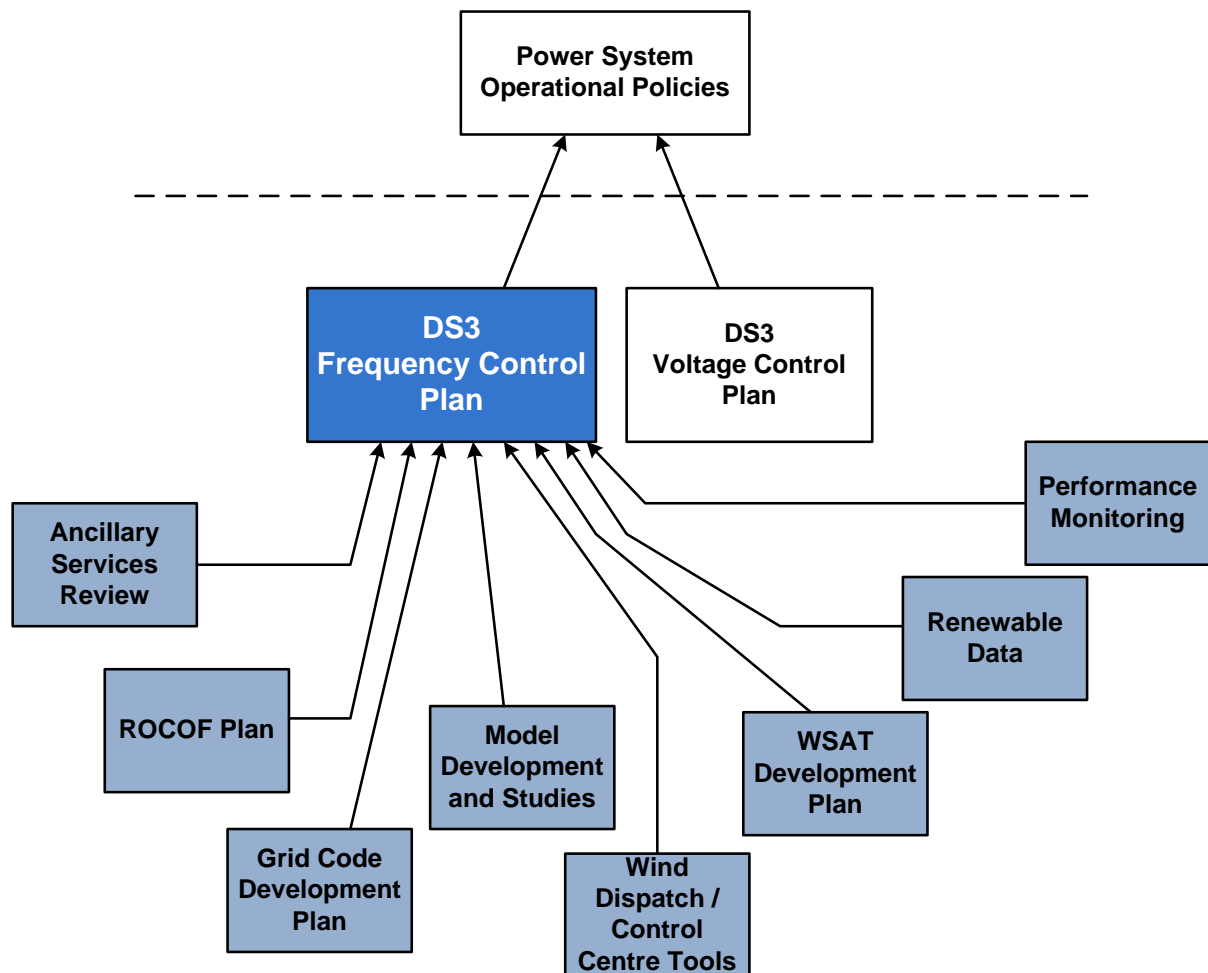 Power System
Operational Policies
DS3
Frequency Control
Plan
DS3
Voltage Control
Plan
Performance
Monitoring
Ancillary
Services
Review
Renewable
Data
ROCOF Plan
Model
Development
and Studies
WSAT
Development
Plan
Grid Code
Development
Plan
Wind
Dispatch /
Control
Centre Tools